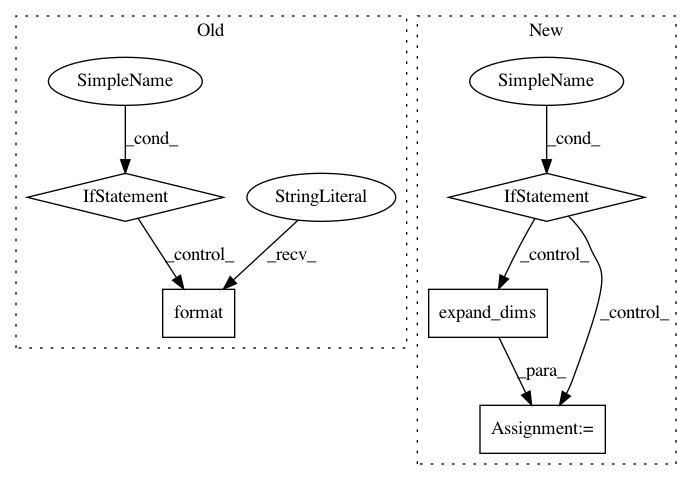 Old
New
SimpleName
SimpleName
_cond_
_cond_
IfStatement
StringLiteral
IfStatement
_control_
_recv_
_control_
_control_
format
expand_dims
_para_
Assignment:=